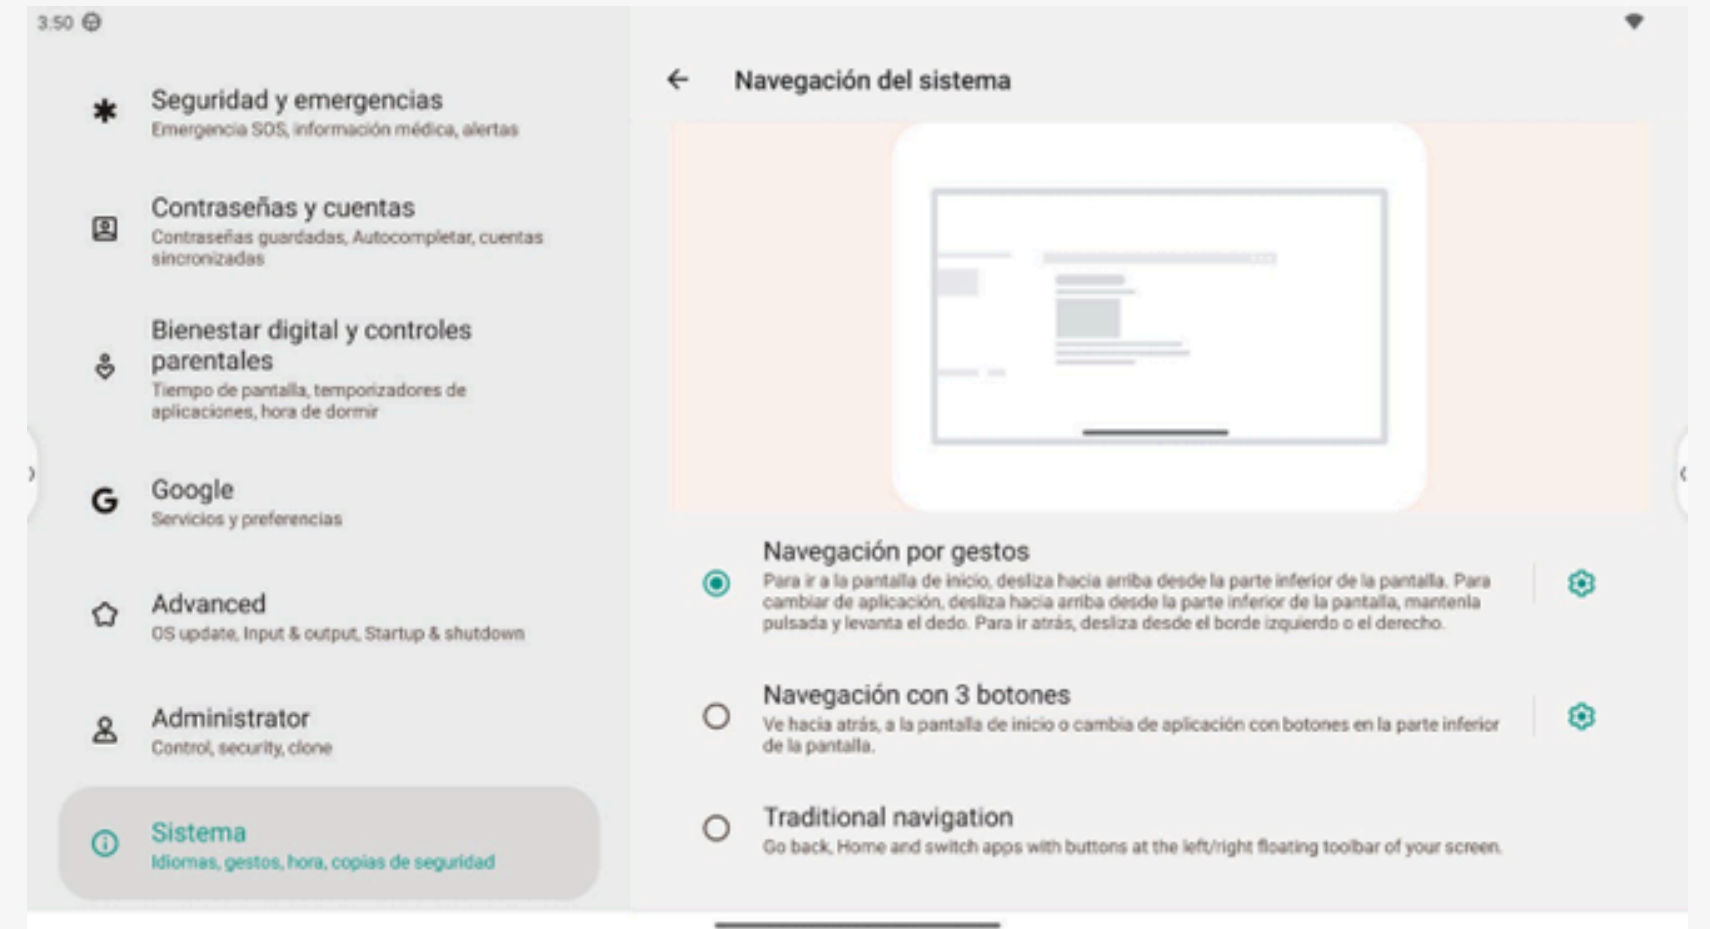 3:50
Seguridad y emergencias
Emergencia SOS, información médica, alertas
Contraseñas y cuentas
Contraseñas guardadas, Autocompletar, cuentas
sincronizadas
Bienestar digital y controles
parentales
Tiempo de pantalla, temporizadores de
aplicaciones, hora de dormir
Google
Servicios y preferencias
Advanced
OS update, Input & output, Startup & shutdown
Administrator
Control, security, clone
Sistema
Idiomas, gestos, hora, copias de seguridad
Navegación del sistema
Navegación por gestos
Para ir a la pantalla de inicio, desliza hacia arriba desde la parte inferior de la pantalla. Para
cambiar de aplicación, desliza hacia arriba desde la parte inferior de la pantalla, mantenla
pulsada y levanta el dedo. Para ir atrás, desliza desde el borde izquierdo o el derecho.
Navegación con 3 botones
Ve hacia atrás, a la pantalla de inicio o cambia de aplicación con botones en la parte inferior
de la pantalla.
Traditional navigation
Go back, Home and switch apps with buttons at the left/right floating toolbar of your screen.